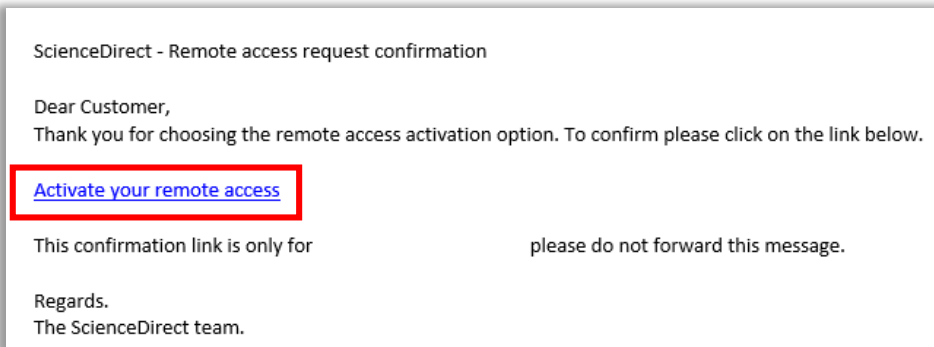 ScienceDirect - Remote access request confirmation
Dear Customer,
Thank you for choosing the remote access activation option. To confirm please click on the link below.
Activate your remote access
This confirmation link is only for please do not forward this message.
Regards.
The ScienceDirect team.